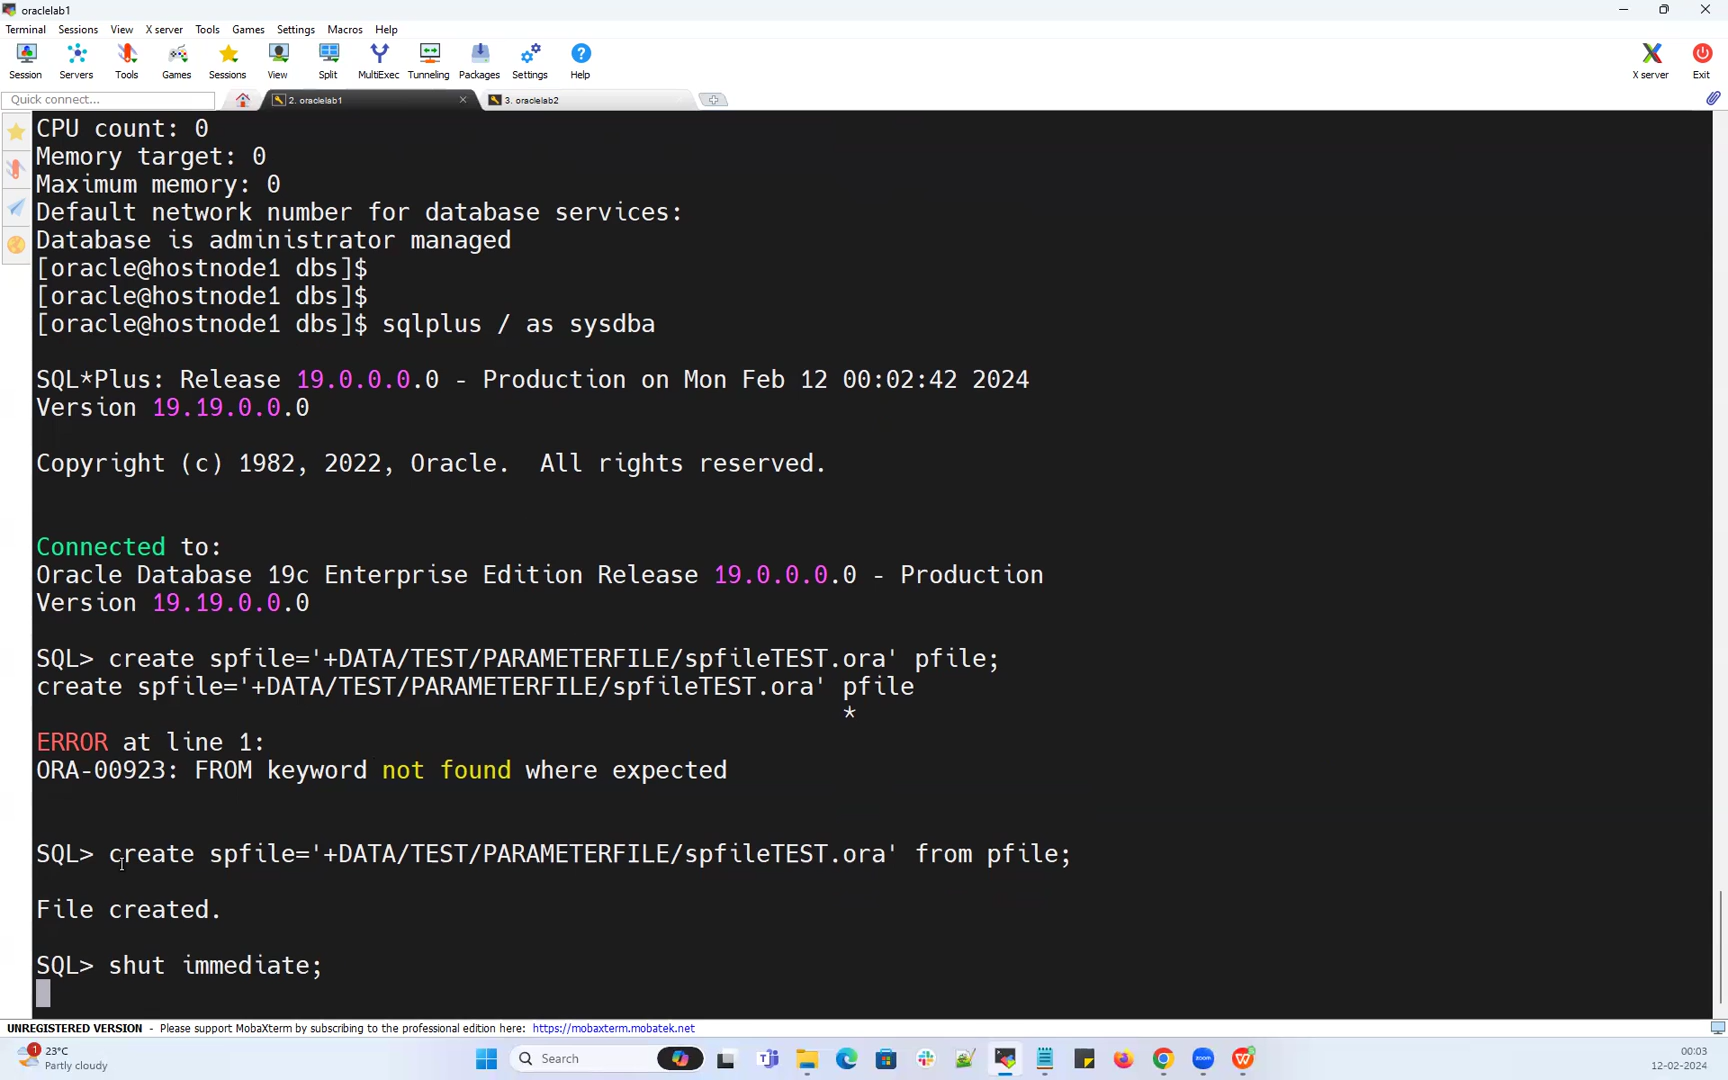 oraclelab1
Terminal Sessions View X server Tools Games Settings Macros Help
Session Servers Tools Games Sessions View Split MultiExec Tunneling Packages Settings Help X server Exit
Quick connect...
2. oraclelab1
3. oraclelab2
CPU count: 0
Memory target: 0
Maximum memory: 0
Default network number for database services:
Database is administrator managed
[oracle@hostnode1 dbs]$
[oracle@hostnode1 dbs]$
[oracle@hostnode1 dbs]$ sqlplus / as sysdba
SQL*Plus: Release 19.0.0.0.0 - Production on Mon Feb 12 00:02:42 2024
Version 19.19.0.0.0
Copyright (c) 1982, 2022, Oracle.  All rights reserved.
Connected to:
Oracle Database 19c Enterprise Edition Release 19.0.0.0.0 - Production
Version 19.19.0.0.0
SQL> create spfile='+DATA/TEST/PARAMETERFILE/spfileTEST.ora' pfile;
create spfile='+DATA/TEST/PARAMETERFILE/spfileTEST.ora' pfile
*
ERROR at line 1:
ORA-00923: FROM keyword not found where expected
SQL> create spfile='+DATA/TEST/PARAMETERFILE/spfileTEST.ora' from pfile;
File created.
SQL> shut immediate;
UNREGISTERED VERSION - Please support MobaXterm by subscribing to the professional edition here: https://mobaxterm.mobatek.net
1
23°C
Partly cloudy
Search
00:03
12-02-2024